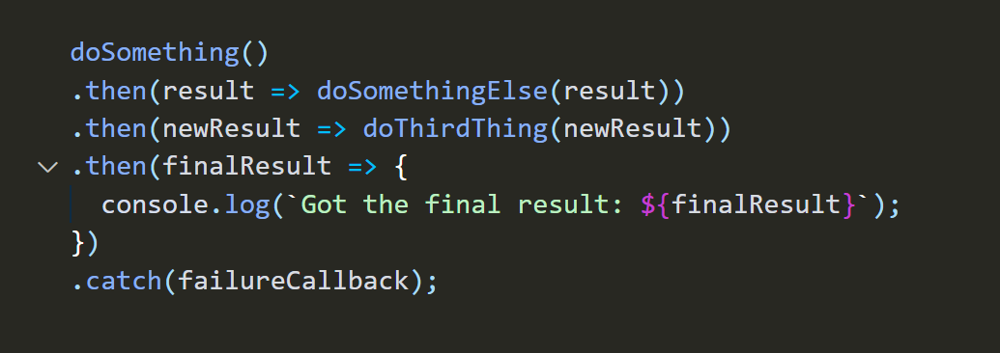 doSomething()
.then(result => doSomethingElse(result))
.then(newResult => doThirdThing(newResult))
.then(finalResult => {
  console.log(`Got the final result: ${finalResult}`);
})
.catch(failureCallback);